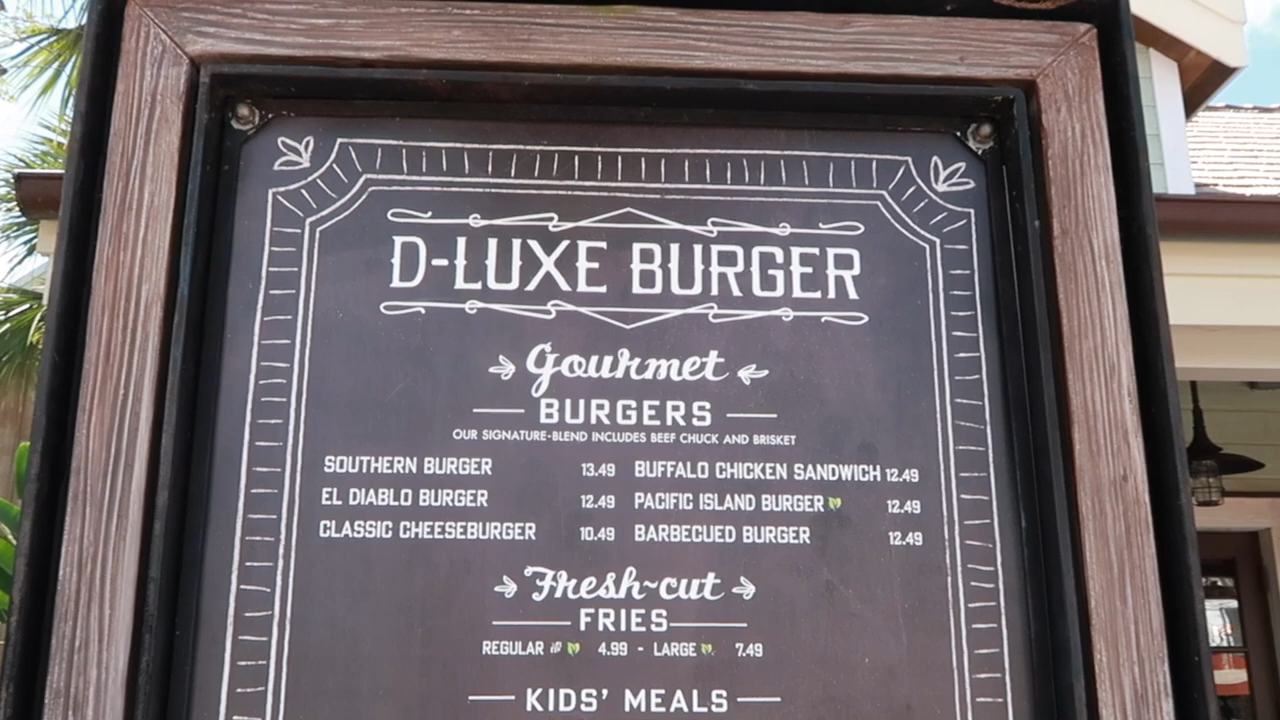 D-LUXE BURGER
Gourmet
BURGERS
OUR SIGNATURE-BLEND INCLUDES BEEF CHUCK AND BRISKET
SOUTHERN BURGER 13.49 BUFFALO CHICKEN SANDWICH 12.49
EL DIABLO BURGER 12.49 PACIFIC ISLAND BURGER 12.49
CLASSIC CHEESEBURGER 10.49 BARBECUED BURGER 12.49
Fresh~cut
FRIES
REGULAR 4.99 - LARGE 7.49
KIDS' MEALS